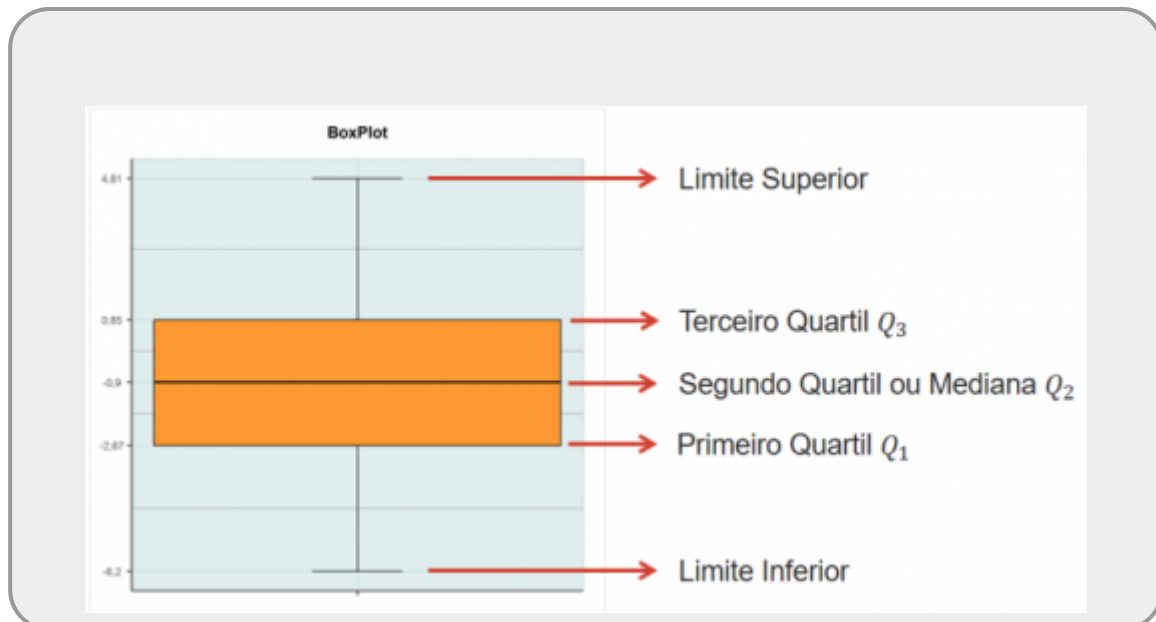 BoxPlot
4,81
Limite Superior
0,85
Terceiro Quartil Q3
-0,9
Segundo Quartil ou Mediana Q2
-2,67
Primeiro Quartil Q1
-6,2
Limite Inferior